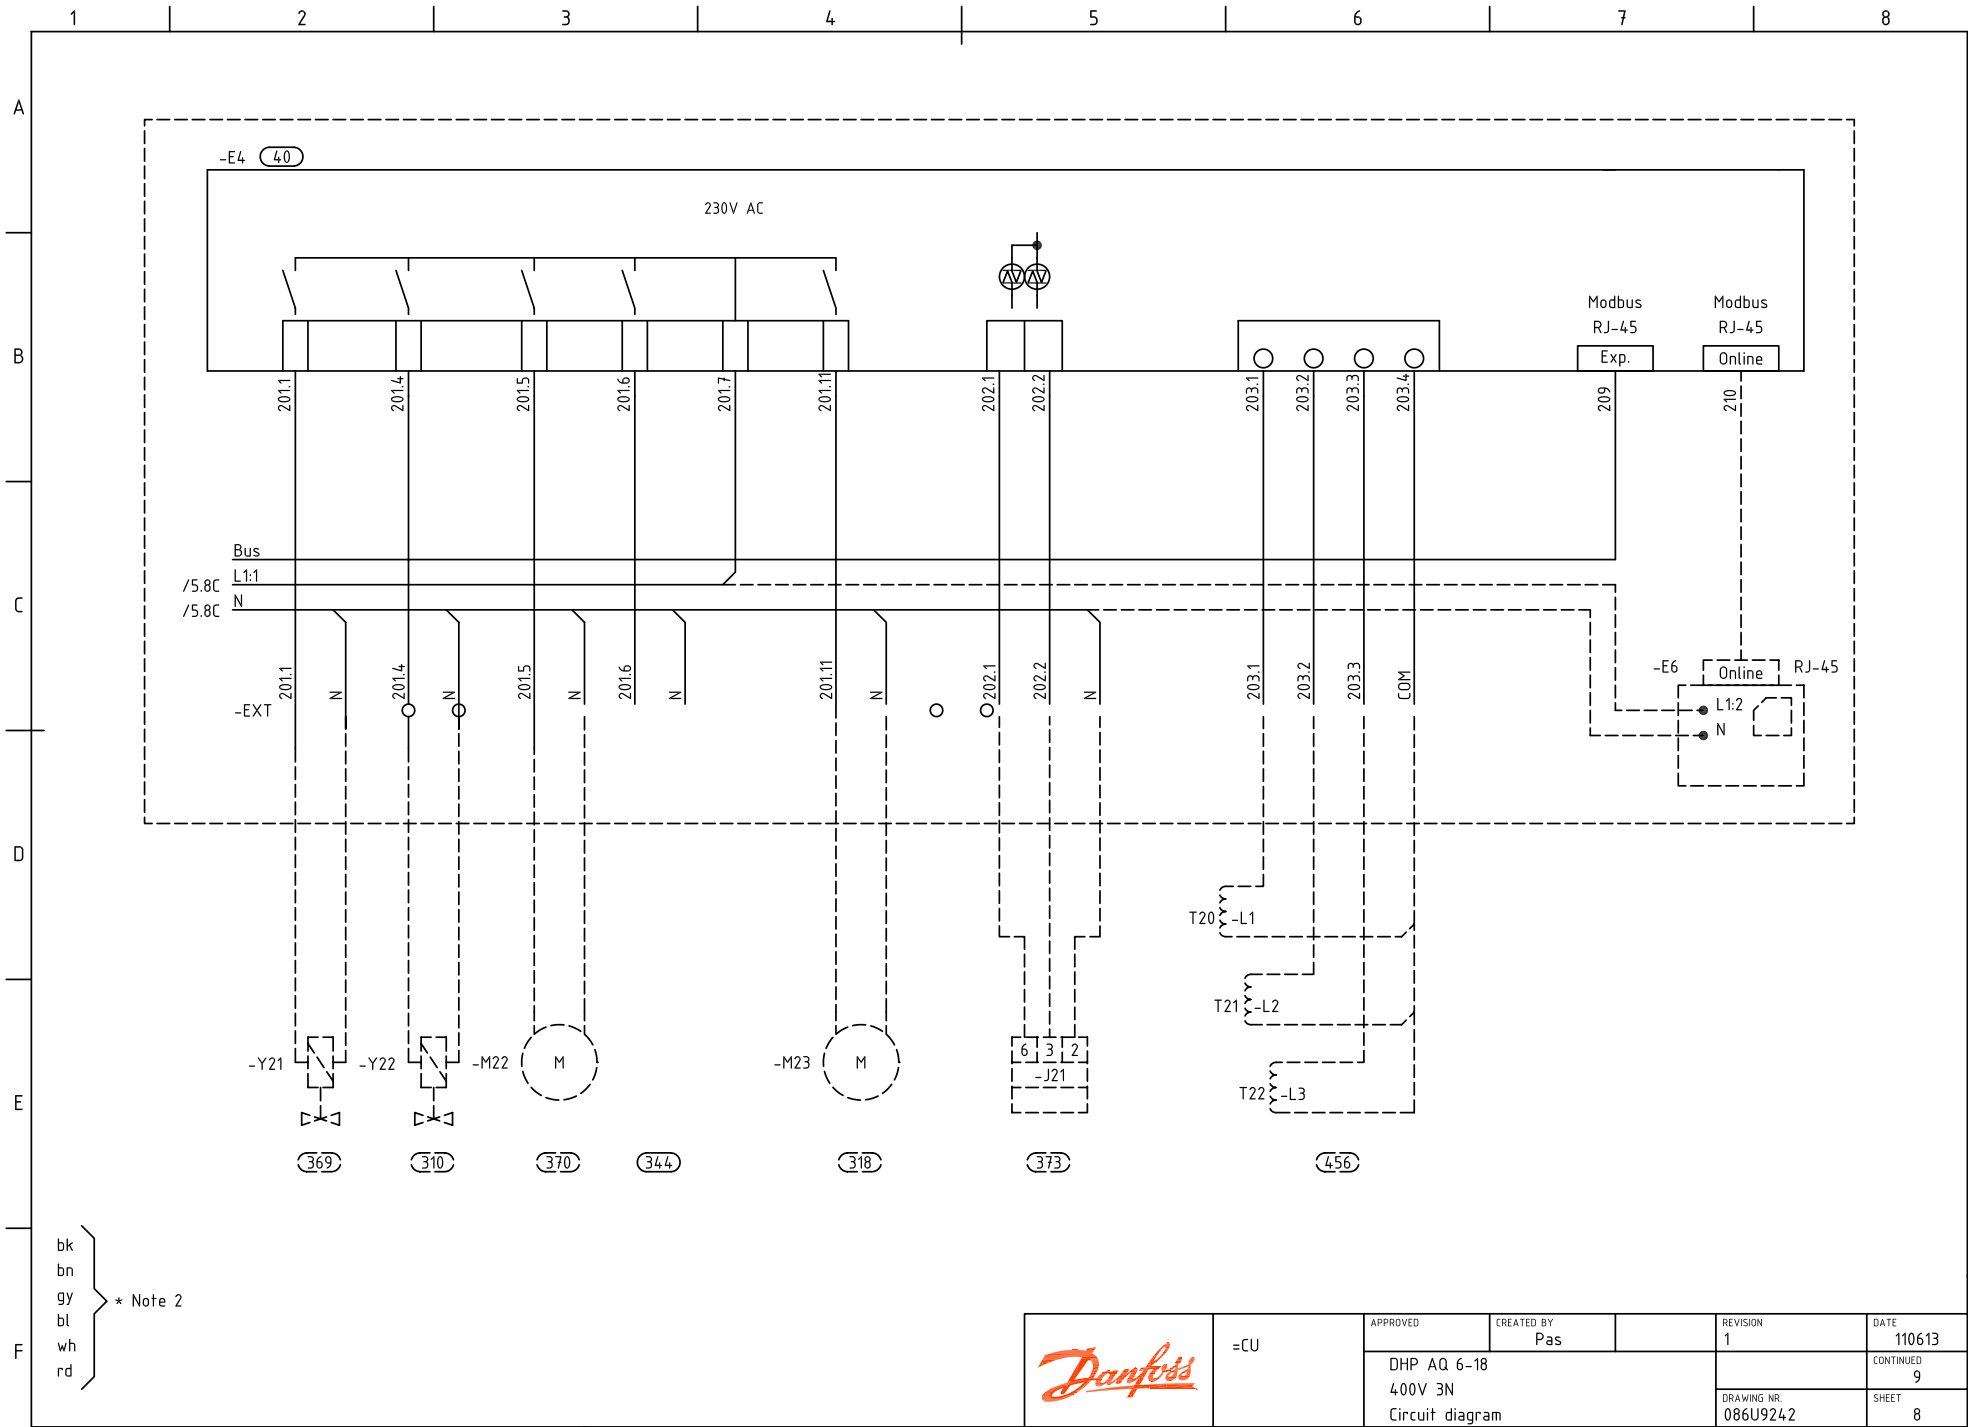 1 2 3 4 5 6 7 8
A
-E4 40
230V AC
Modbus Modbus
RJ-45 RJ-45
B
Exp. Online
201.1 201.4 201.5 201.6 201.7 201.11 202.1 202.2 203.1 203.2 203.3 203.4 209 210
Bus
/5.8C L1:1
C
/5.8C N
201.1 N 201.4 N 201.5 N 201.6 N 201.11 N 202.1 202.2 N 203.1 203.2 203.3 COM
-E6 Online RJ-45
-EXT
L1:2
N
D
T20 -L1
T21 -L2
6 3 2
-Y21 -Y22 -M22 M -M23 M
-J21
T22 -L3
E
369 310 370 344 318 373 456
bk
bn
gy
bl
wh
rd
* Note 2
F
Danfoss
=CU
APPROVED CREATED BY REVISION DATE
Pas 1 110613
DHP AQ 6-18
400V 3N
Circuit diagram
CONTINUED
9
DRAWING NR. SHEET
086U9242 8